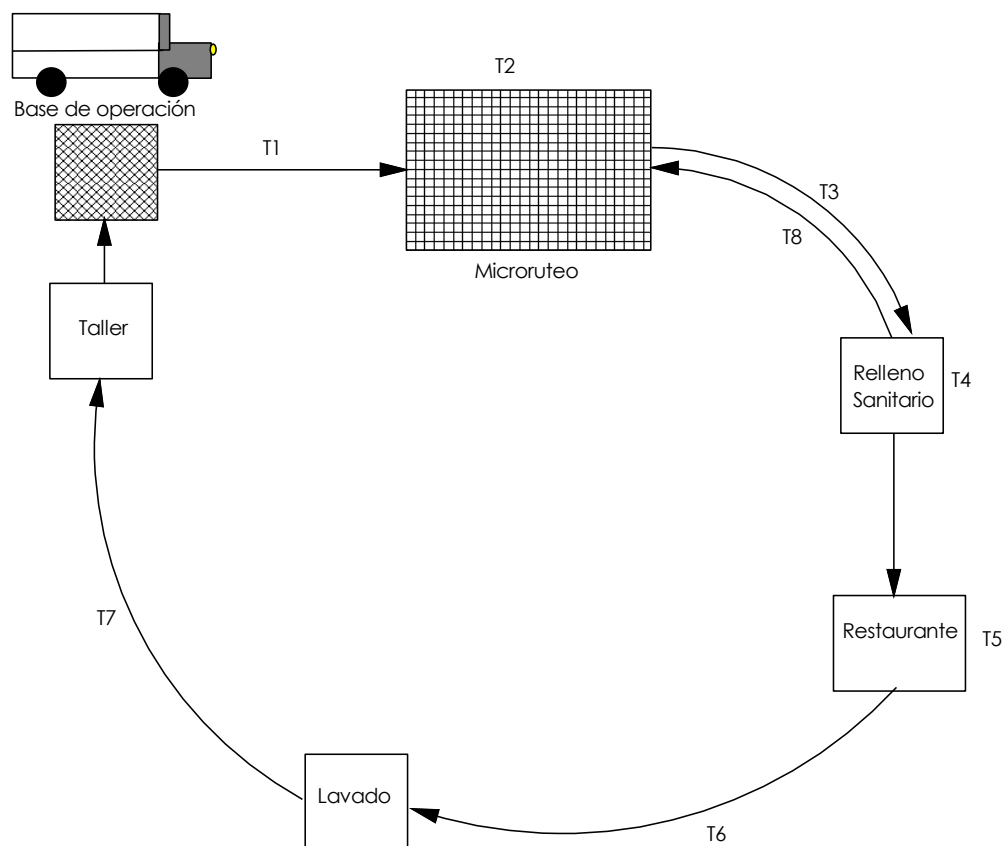 T2
Base de operación
T1
T3
T8
Microruteo
Taller
Relleno
Sanitario
T4
T7
Restaurante
T5
Lavado
T6